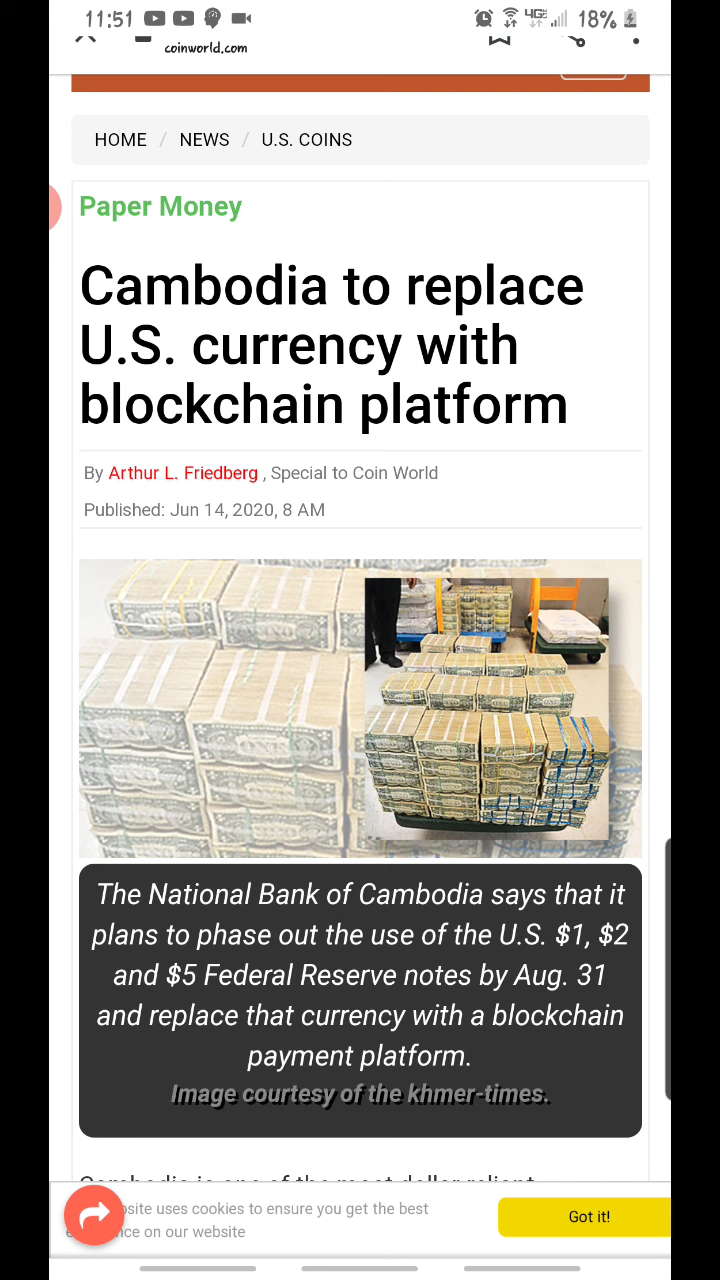 11:51
4GE 18%
coinworld.com
HOME / NEWS / U.S. COINS
Paper Money
Cambodia to replace
U.S. currency with
blockchain platform
By Arthur L. Friedberg , Special to Coin World
Published: Jun 14, 2020, 8 AM
The National Bank of Cambodia says that it
plans to phase out the use of the U.S. $1, $2
and $5 Federal Reserve notes by Aug. 31
and replace that currency with a blockchain
payment platform.
Image courtesy of the khmer-times.
uses cookies to ensure you get the best
on our website
Got it!